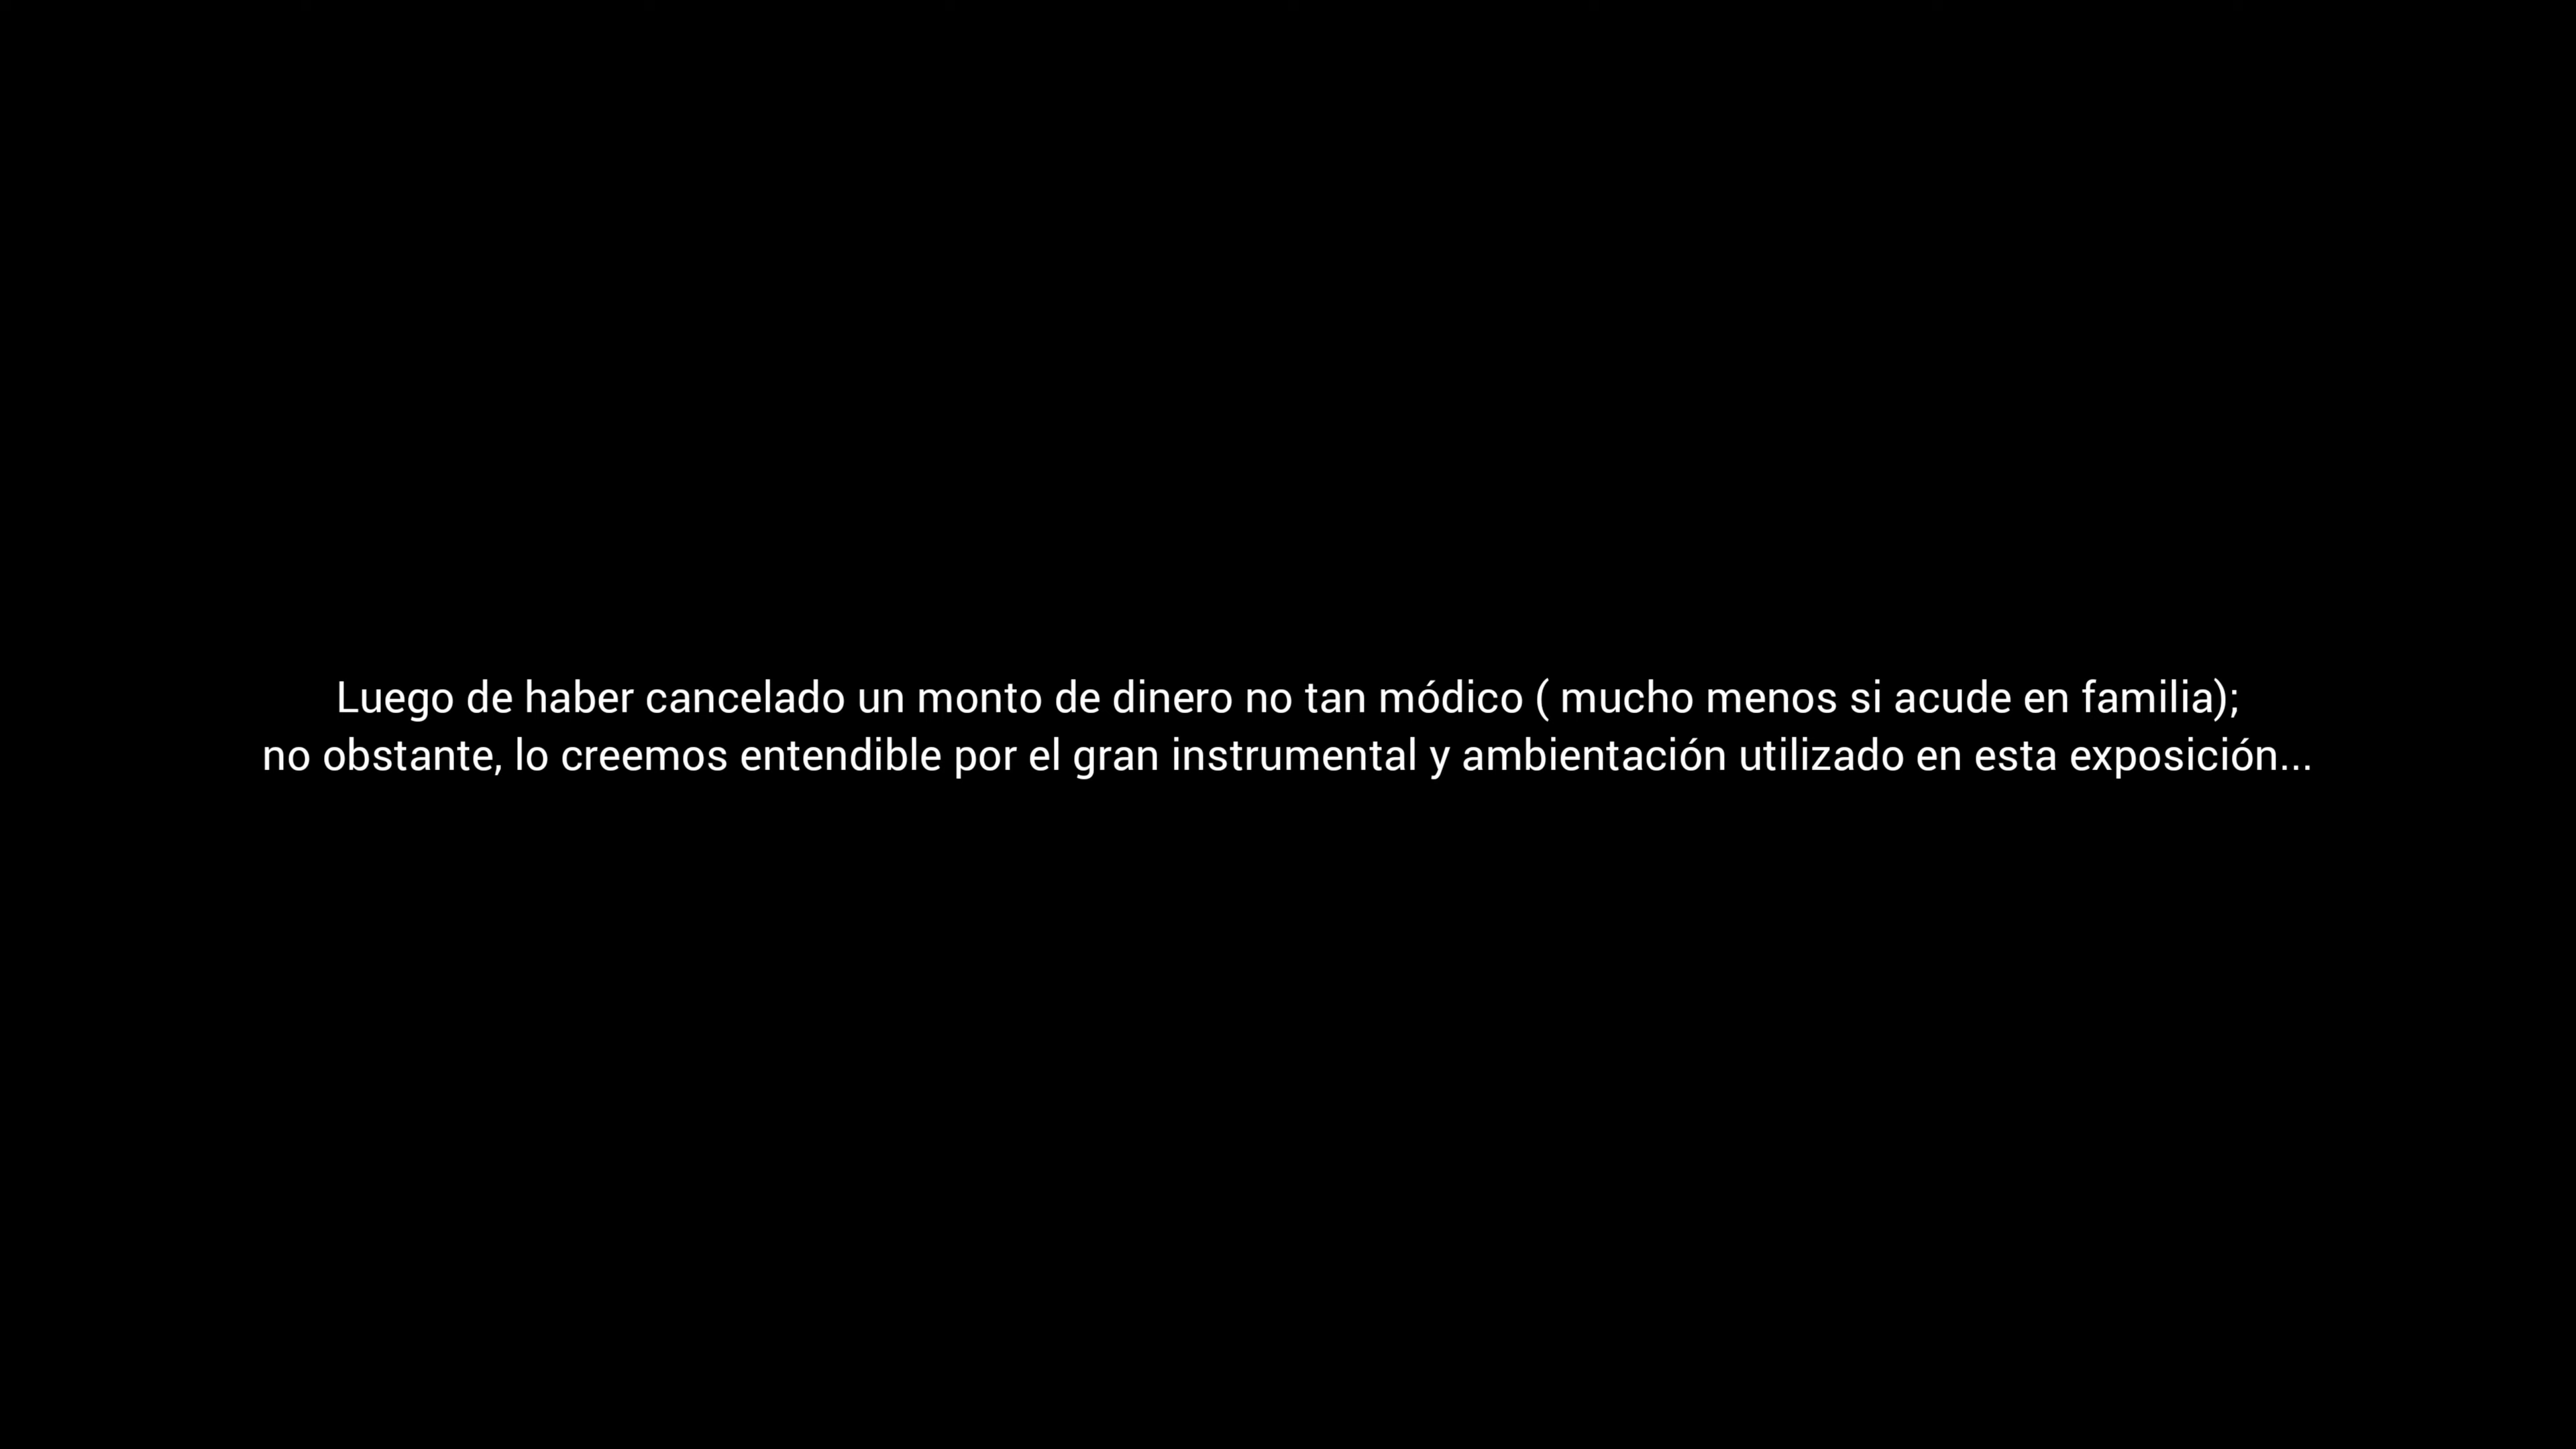 Luego de haber cancelado un monto de dinero no tan módico ( mucho menos si acude en familia);
no obstante, lo creemos entendible por el gran instrumental y ambientación utilizado en esta exposición...